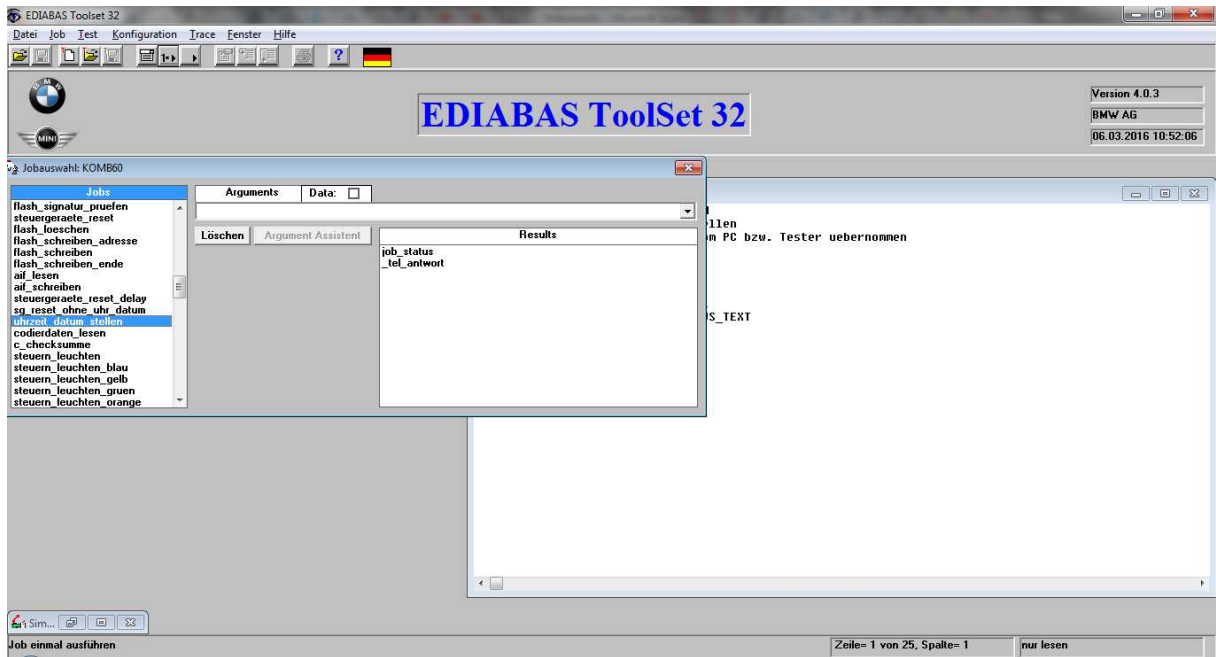 EDIABAS Toolset 32
Datei Job Test Konfiguration Trace Fenster Hilfe
?
BMW
MINI
EDIABAS ToolSet 32
Version 4.0.3
BMW AG
06.03.2016 10:52:06
Jobauswahl: KOMB60
Jobs
flash_signatur_pruefen
steuergeraete_reset
flash_loeschen
flash_schreiben_adresse
flash_schreiben
flash_schreiben_ende
aif_lesen
aif_schreiben
steuergeraete_reset_delay
sg_reset_ohne_uhr_datum
uhrzeit_datum_stellen
codierdaten_lesen
c_checksumme
steuern_leuchten
steuern_leuchten_blau
steuern_leuchten_gelb
steuern_leuchten_gruen
steuern_leuchten_orange
Arguments
Data:
Löschen
Argument Assistent
Results
job_status
_tel_antwort
llen
m PC bzw. Tester uebernommen
S_TEXT
Sim...
Job einmal ausführen
Zeile= 1 von 25, Spalte= 1
nur lesen